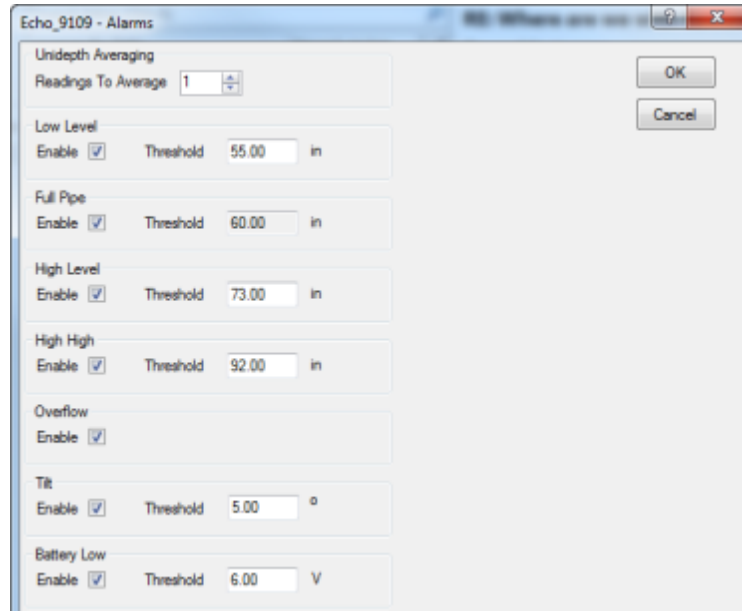 Echo_9109 - Alarms
Unidepth Averaging
Readings To Average 1
OK
Cancel
Low Level
Enable Threshold 55.00 in
Full Pipe
Enable Threshold 60.00 in
High Level
Enable Threshold 73.00 in
High High
Enable Threshold 92.00 in
Overflow
Enable
Tilt
Enable Threshold 5.00 °
Battery Low
Enable Threshold 6.00 V